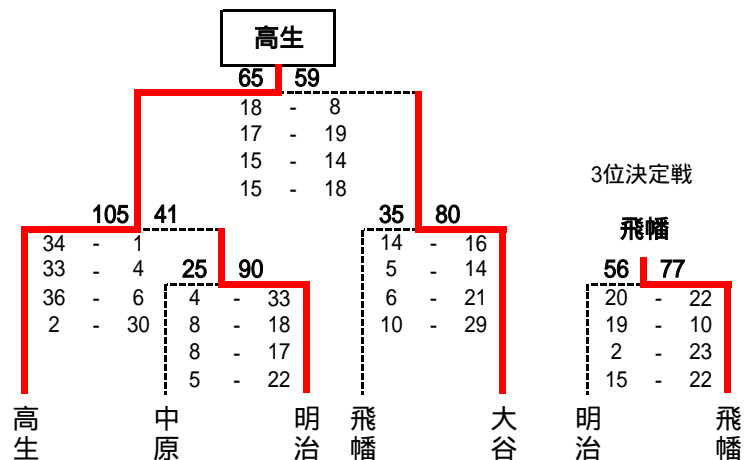 高生
65 59
18 - 8
17 - 19
15 - 14
15 - 18
3位決定戦
飛幡
105 41
34 - 1
33 - 4
36 - 6
2 - 30
25 90
4 - 33
8 - 18
8 - 17
5 - 22
35 80
14 - 16
5 - 14
6 - 21
10 - 29
56 77
20 - 22
19 - 10
2 - 23
15 - 22
高生
中原
明治
飛幡
大谷
明治
飛幡